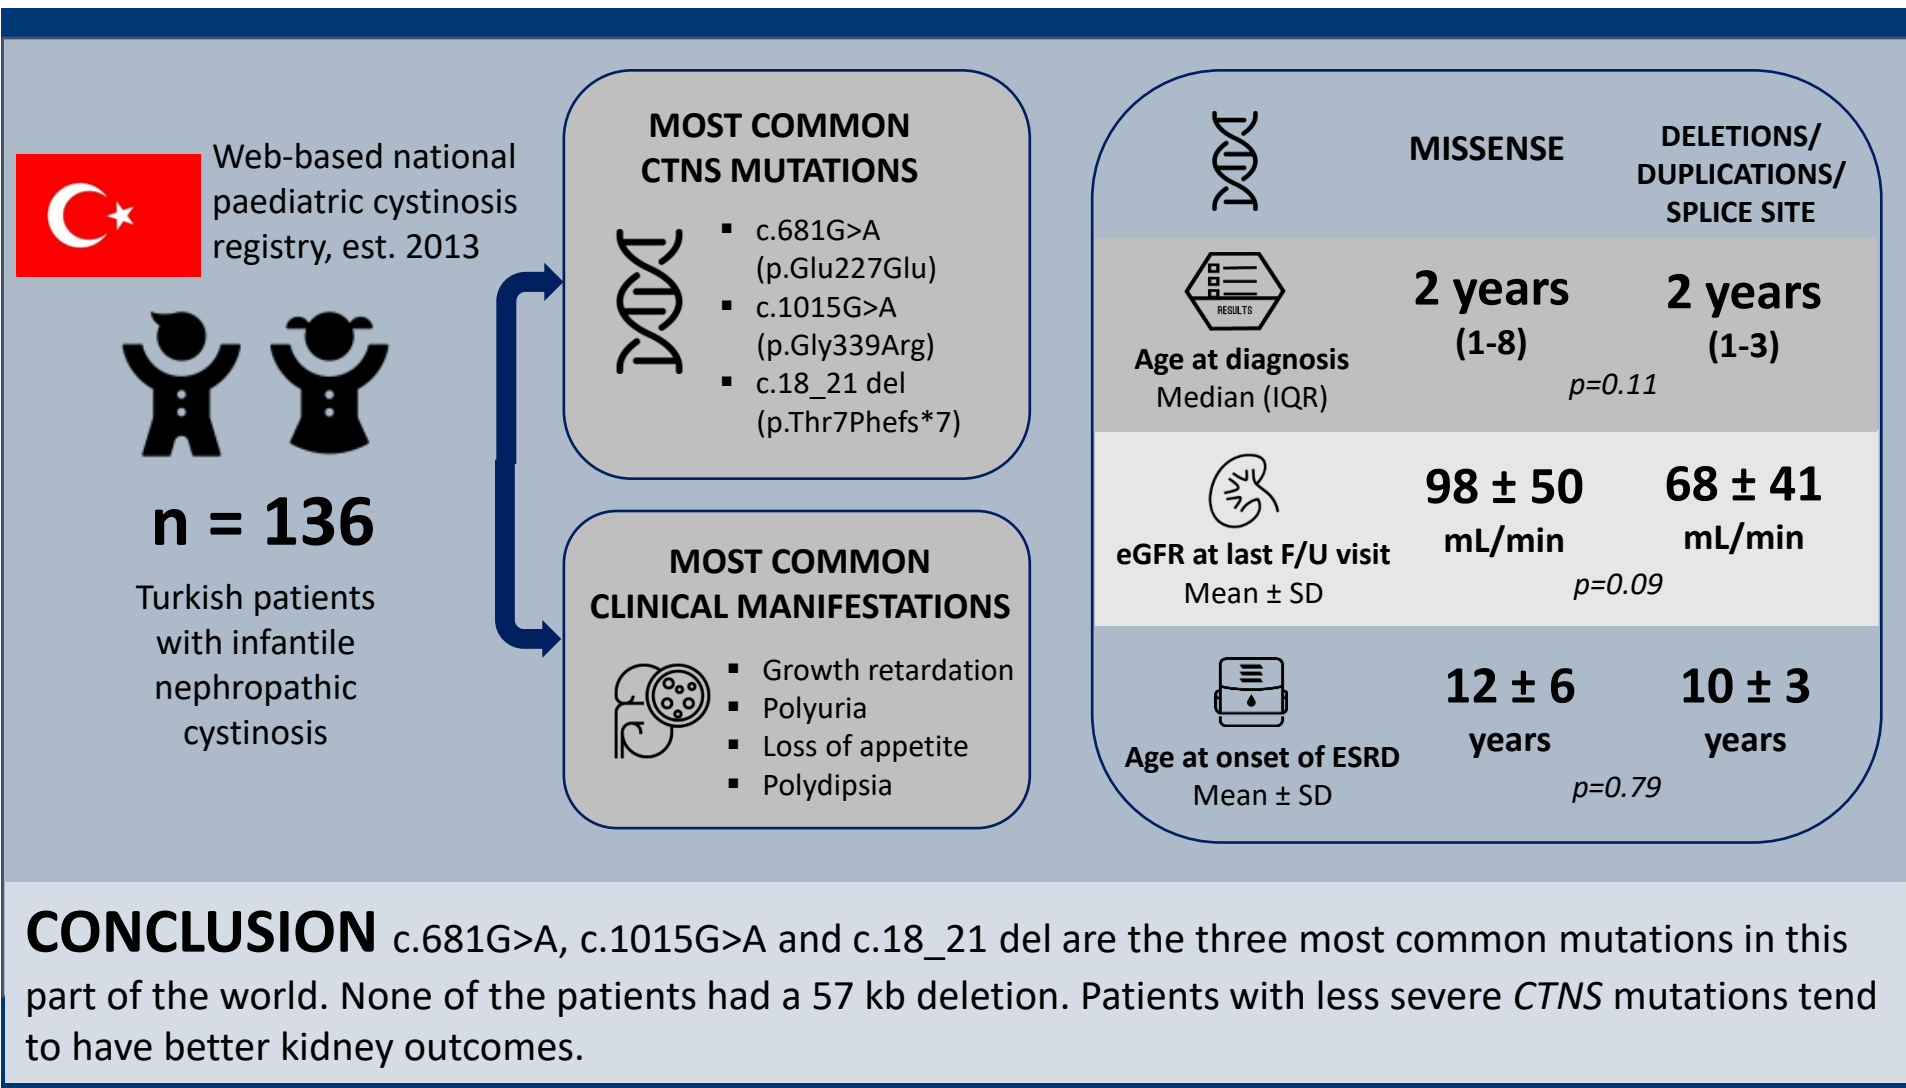 Web-based national
paediatric cystinosis
registry, est. 2013
n = 136
Turkish patients
with infantile
nephropathic
cystinosis
MOST COMMON
CTNS MUTATIONS
▪ c.681G>A
(p.Glu227Glu)
▪ c.1015G>A
(p.Gly339Arg)
▪ c.18_21 del
(p.Thr7Phefs*7)
MOST COMMON
CLINICAL MANIFESTATIONS
▪ Growth retardation
▪ Polyuria
▪ Loss of appetite
▪ Polydipsia
MISSENSE
DELETIONS/
DUPLICATIONS/
SPLICE SITE
RESULTS
Age at diagnosis
Median (IQR)
2 years
(1-8)
2 years
(1-3)
p=0.11
eGFR at last F/U visit
Mean ± SD
98 ± 50
mL/min
68 ± 41
mL/min
p=0.09
Age at onset of ESRD
Mean ± SD
12 ± 6
years
10 ± 3
years
p=0.79
CONCLUSION c.681G>A, c.1015G>A and c.18_21 del are the three most common mutations in this
part of the world. None of the patients had a 57 kb deletion. Patients with less severe CTNS mutations tend
to have better kidney outcomes.